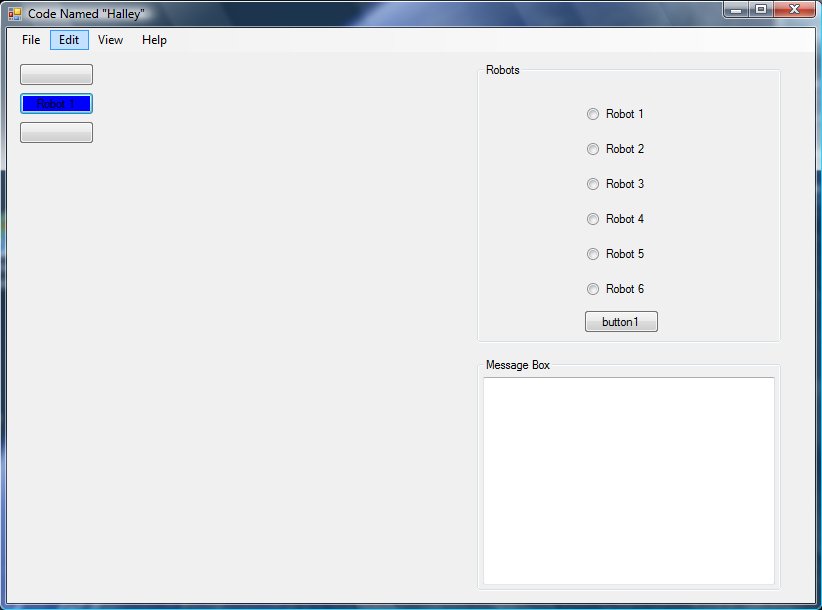 Code Named "Halley"
File Edit View Help
Robot 1
Robots
Robot 1
Robot 2
Robot 3
Robot 4
Robot 5
Robot 6
button1
Message Box